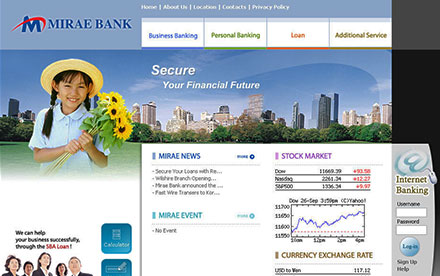 Home | About Us | Location | Contacts | Privacy Policy
MIRAE BANK
Business Banking
Personal Banking
Loan
Additional Service
Secure
Your Financial Future
MIRAE NEWS
more
- Secure Your Loans with Re...
- Wilshire Branch Opening...
- Mirae Bank announced the ...
- Fast Wire Transfers to Kor...
MIRAE EVENT
more
- No Event
STOCK MARKET
Dow 11669.39 +93.58
Nasdaq 2261.34 +12.27
S&P500 1336.34 +9.97
Dow 26-Sep 3:59pm (C)Yahoo!
11700
11650
11600
11550
10am 12pm 2pm 4pm
CURRENCY EXCHANGE RATE
USD to Yen 117.12
We can help
your business successfully,
through the SBA Loan !
Calculator
Internet
Banking
Username
Password
Log-in
Sign Up
Help